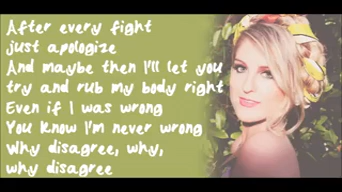 After every fight
just apologize
And maybe then I'll let you
try and rub my body right
Even if I was wrong
You know I'm never wrong
Why disagree, why,
why disagree